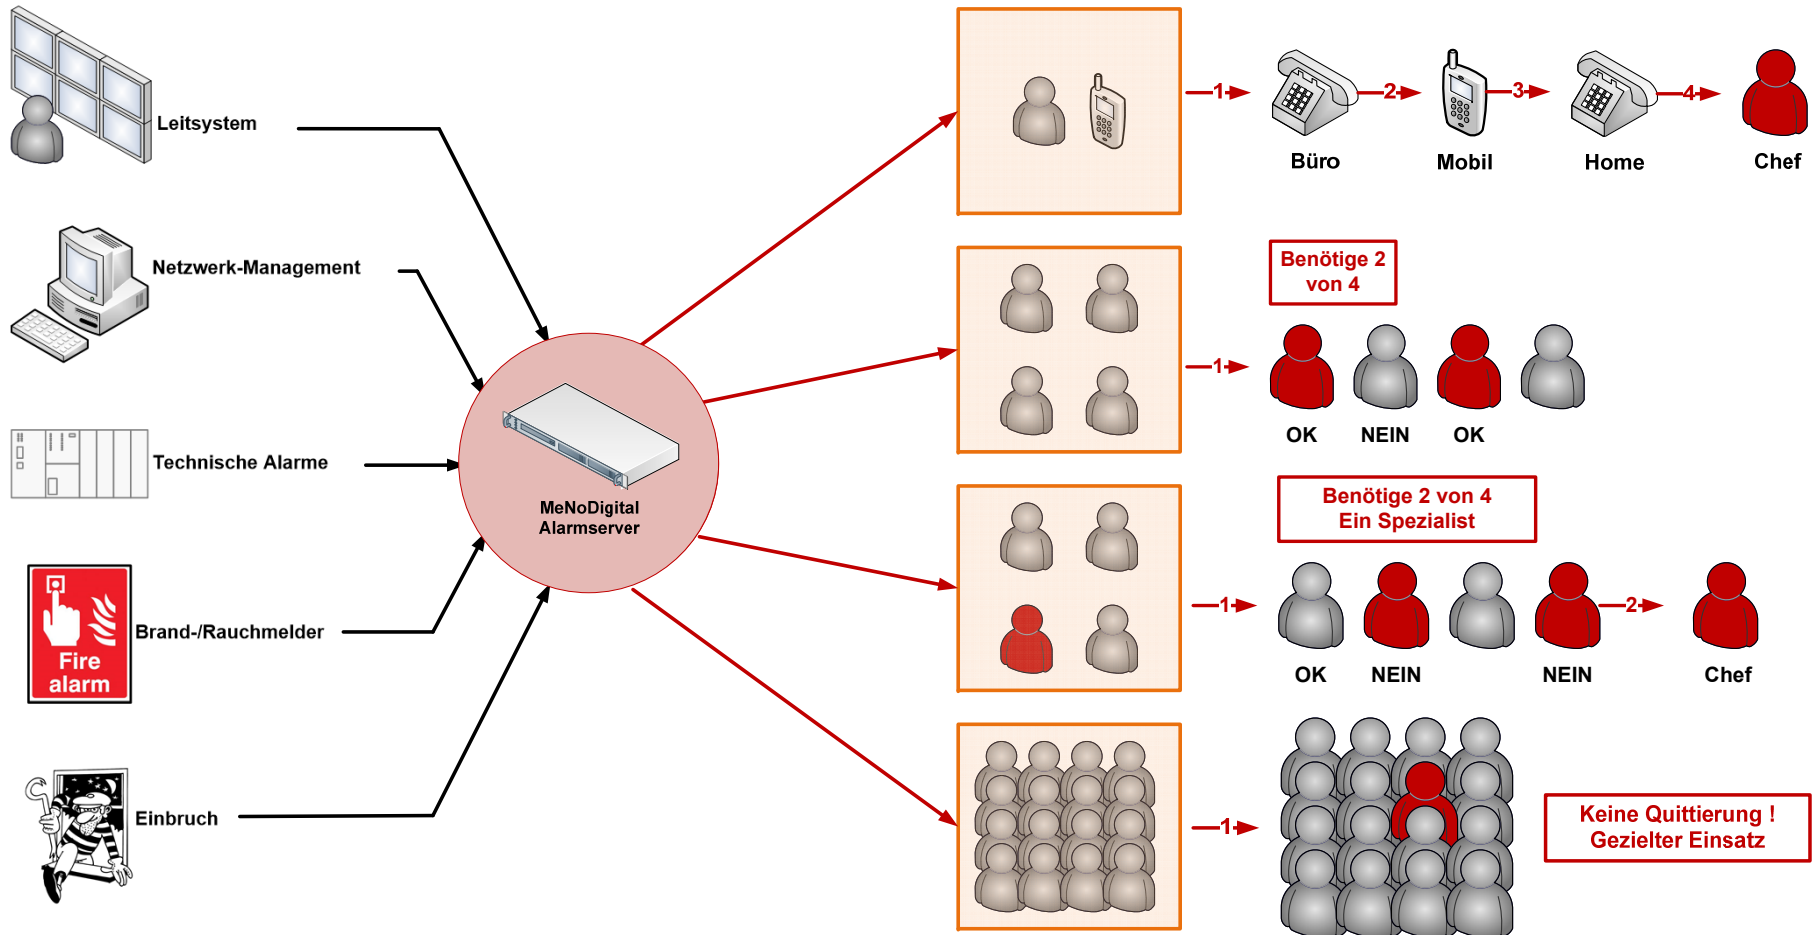 Leitsystem
Netzwerk-Management
Technische Alarme
Fire
alarm
Brand-/Rauchmelder
Einbruch
MeNoDigital
Alarmserver
1
2
3
4
Büro
Mobil
Home
Chef
Benötige 2
von 4
1
OK
NEIN
OK
Benötige 2 von 4
Ein Spezialist
1
2
OK
NEIN
NEIN
Chef
1
Keine Quittierung !
Gezielter Einsatz